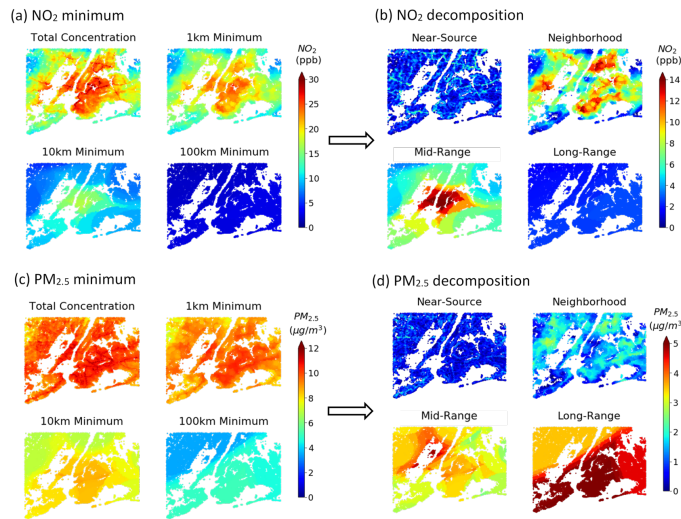 (a) NO₂ minimum
(b) NO₂ decomposition
Total Concentration
1km Minimum
NO₂
(ppb)
30
25
20
15
10
5
0
10km Minimum
100km Minimum
Near-Source
Neighborhood
NO₂
(ppb)
14
12
10
8
6
4
2
0
Mid-Range
Long-Range
(c) PM₂.₅ minimum
(d) PM₂.₅ decomposition
Total Concentration
1km Minimum
PM₂.₅
(μg/m³)
12
10
8
6
4
2
0
10km Minimum
100km Minimum
Near-Source
Neighborhood
PM₂.₅
(μg/m³)
5
4
3
2
1
0
Mid-Range
Long-Range